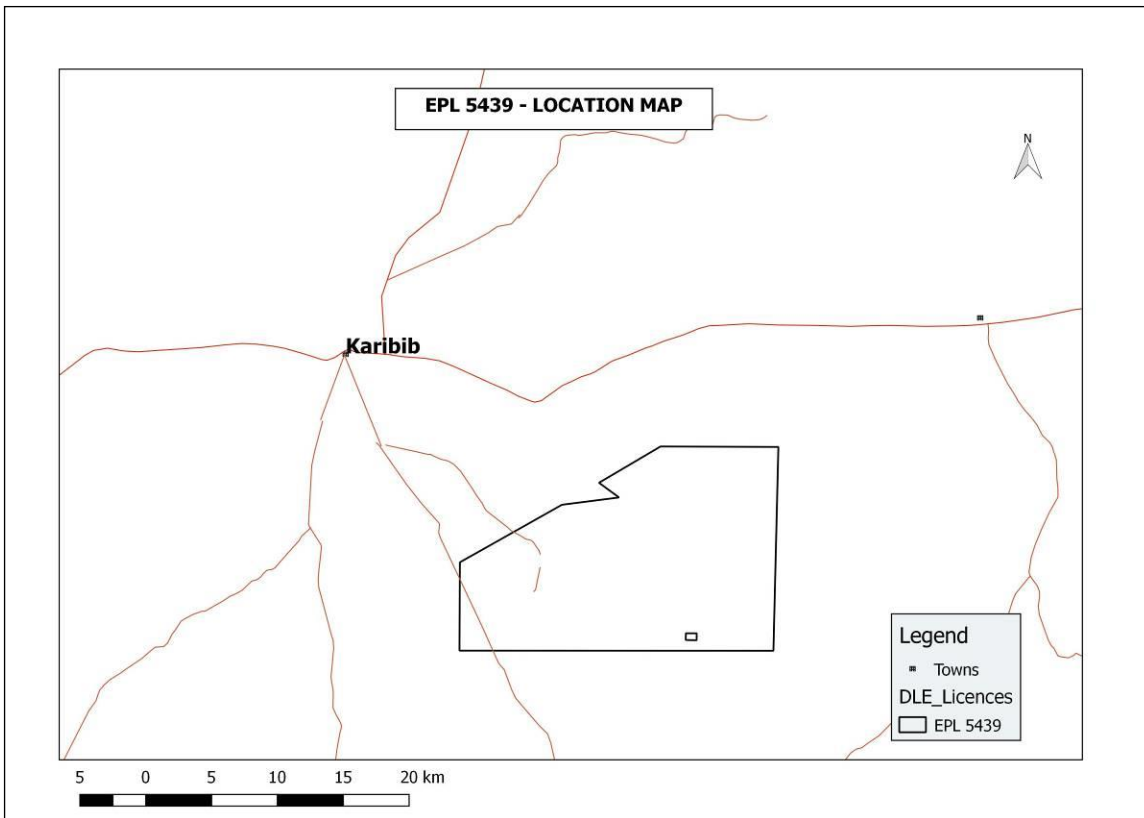 EPL 5439 - LOCATION MAP
N
Karibib
Legend
Towns
DLE_Licences
EPL 5439
5 0 5 10 15 20 km